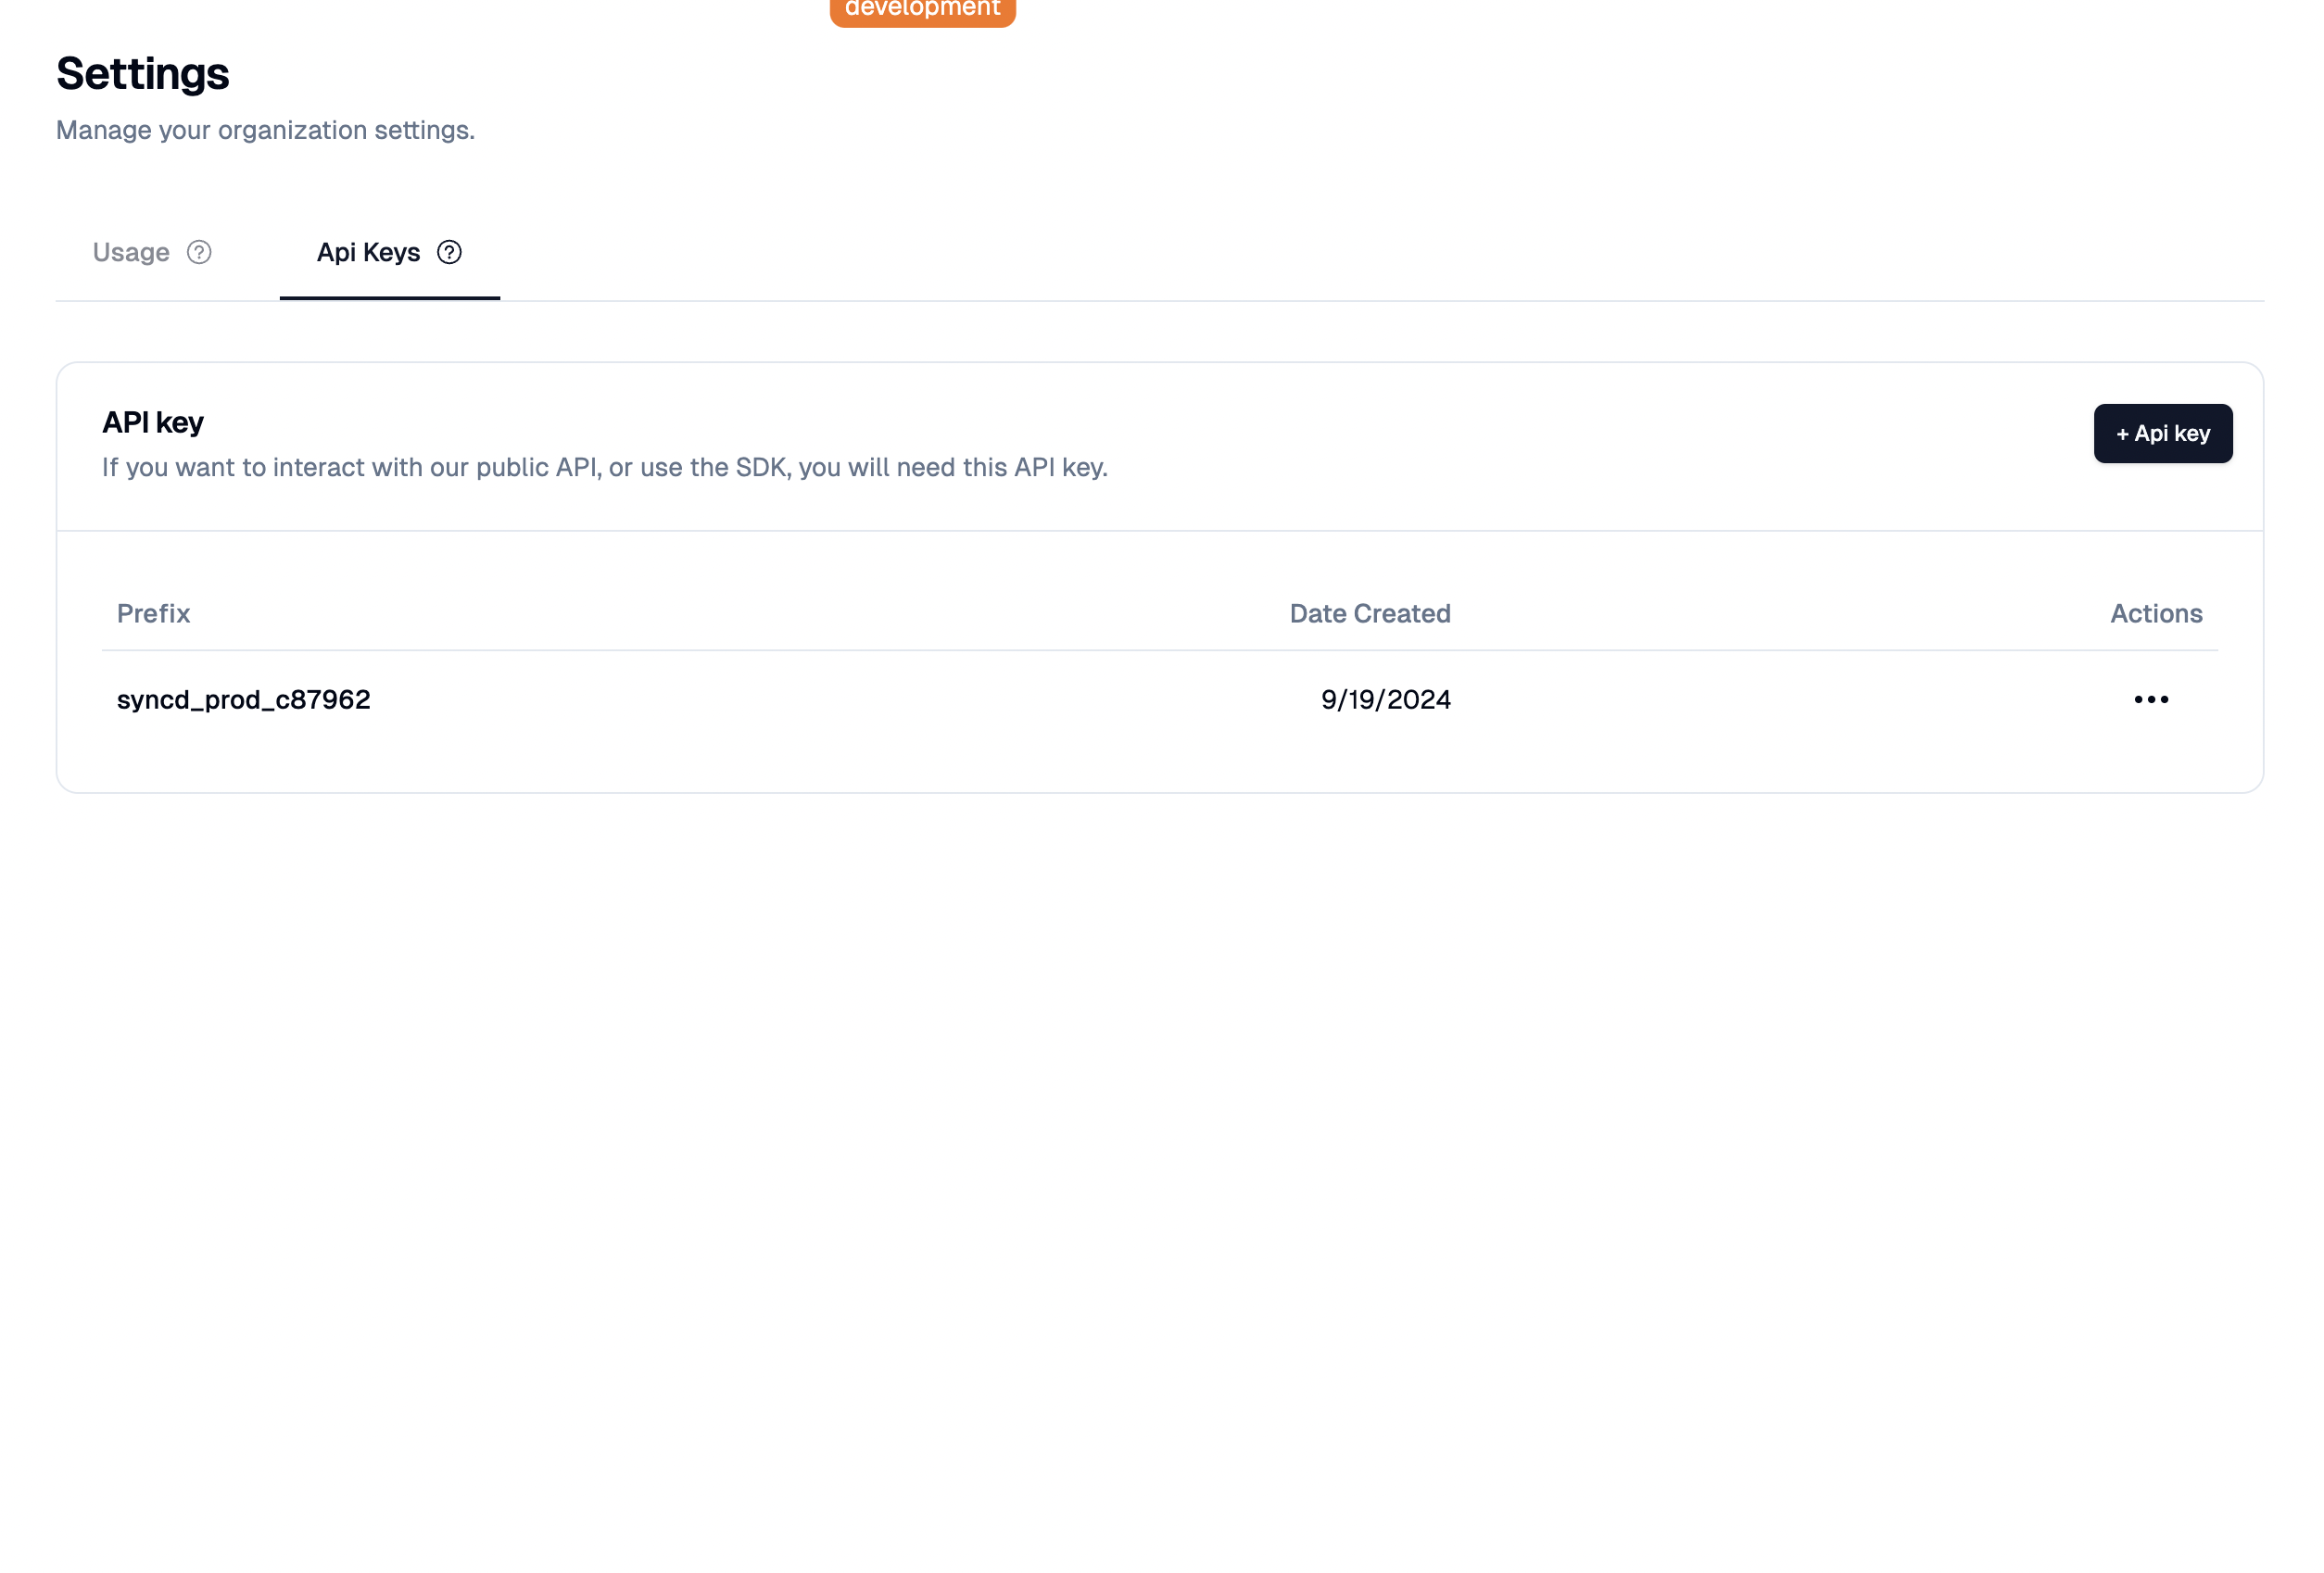 development
Settings
Manage your organization settings.
Usage
Api Keys
API key
+ Api key
If you want to interact with our public API, or use the SDK, you will need this API key.
Prefix Date Created Actions
syncd_prod_c87962 9/19/2024